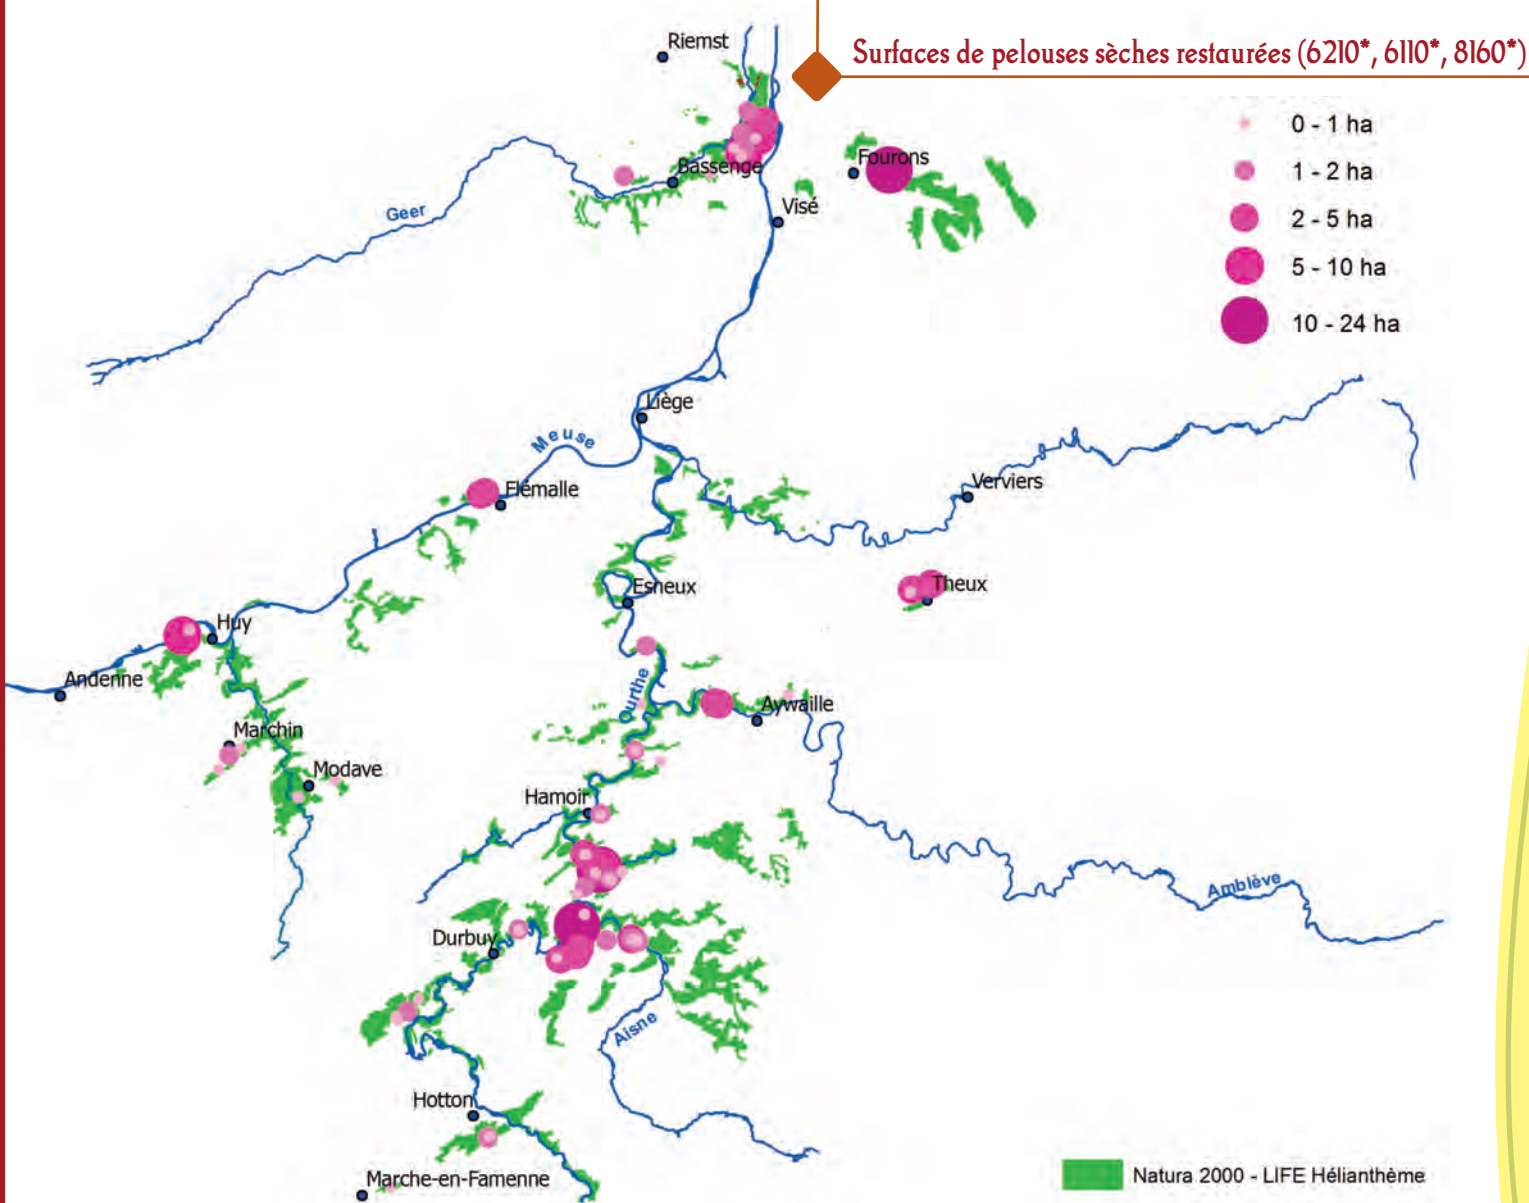 Surfaces de pelouses sèches restaurées (6210*, 6110*, 8160*)
Riemst
0 - 1 ha
1 - 2 ha
2 - 5 ha
5 - 10 ha
10 - 24 ha
Fourons
Bassenge
Visé
Geer
Liège
Meuse
Flémalle
Verviers
Theux
Esneux
Huy
Andenne
Ourthe
Aywaille
Marchin
Modave
Hamoir
Amblève
Durbuy
Aisne
Hotton
Marche-en-Famenne
Natura 2000 - LIFE Hélianthème